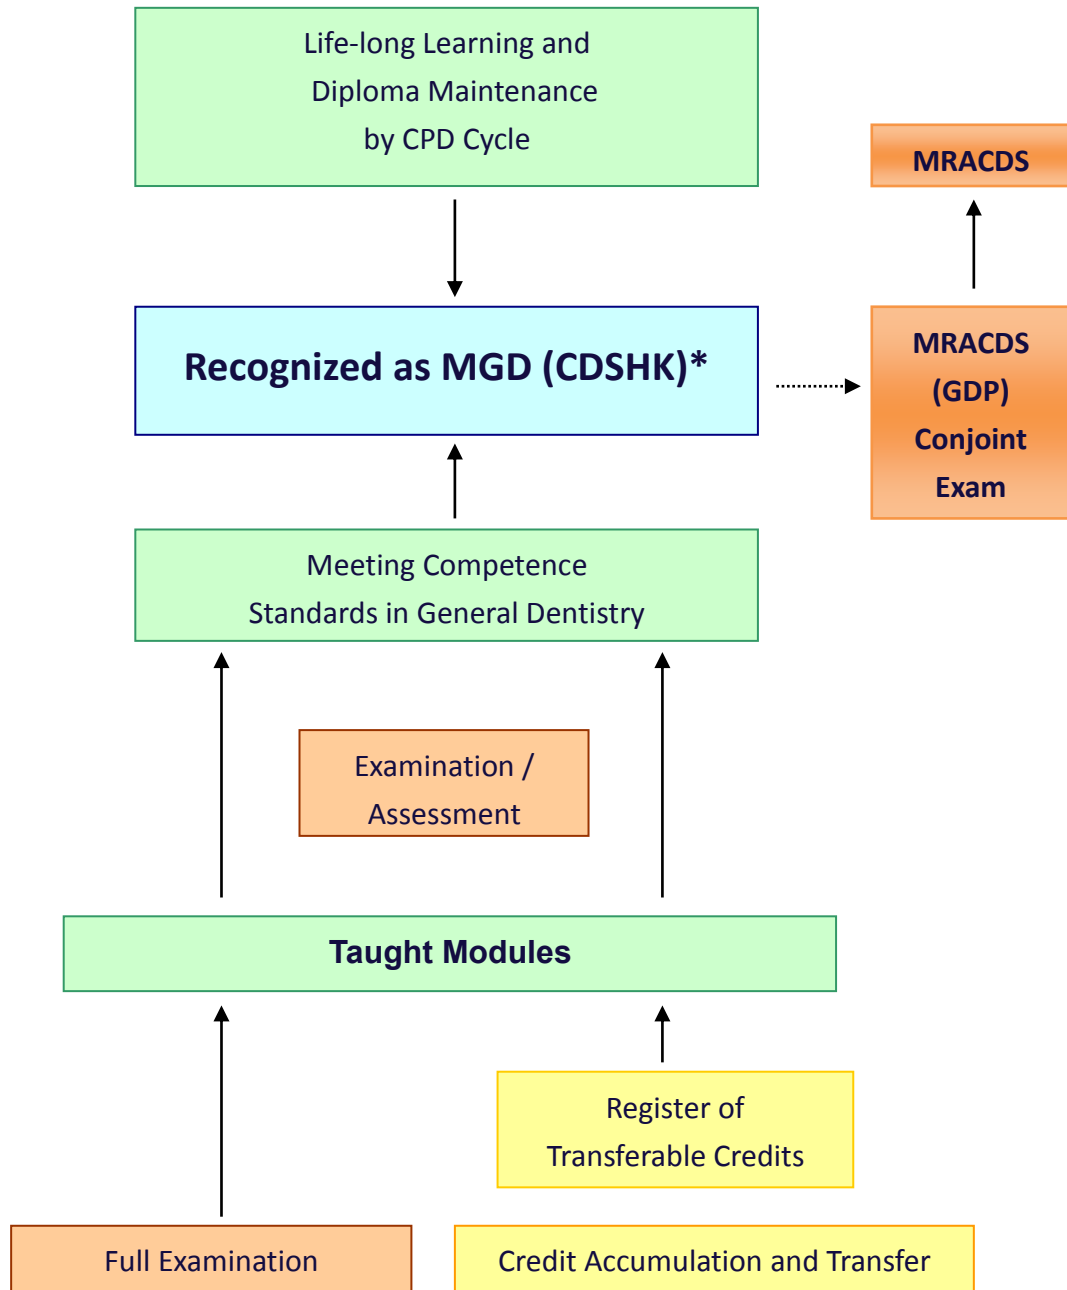 Life-long Learning and
Diploma Maintenance
by CPD Cycle
MRACDS
Recognized as MGD (CDSHK)*
MRACDS
(GDP)
Conjoint
Exam
Meeting Competence
Standards in General Dentistry
Examination /
Assessment
Taught Modules
Register of
Transferable Credits
Full Examination
Credit Accumulation and Transfer